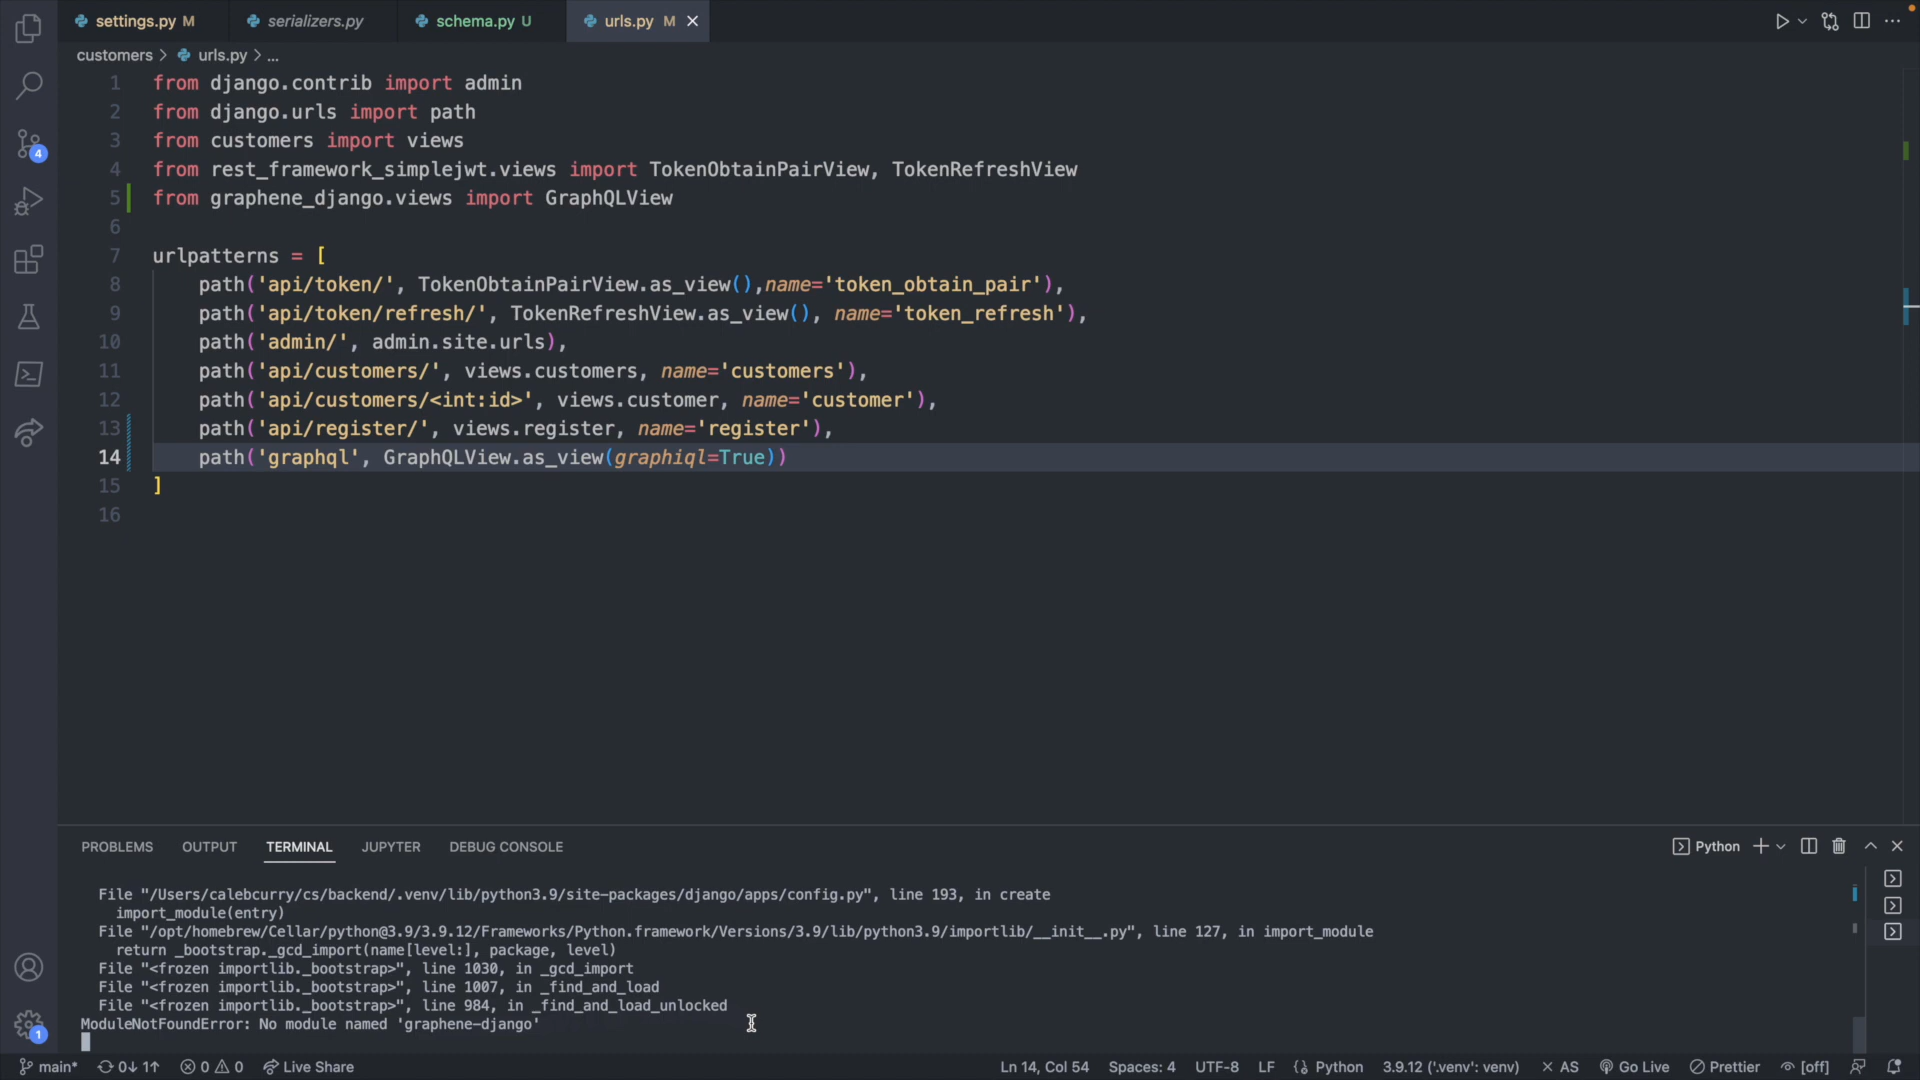 settings.py M
serializers.py
schema.py U
urls.py M
customers > urls.py > ...
1 from django.contrib import admin
2 from django.urls import path
3 from customers import views
4 from rest_framework_simplejwt.views import TokenObtainPairView, TokenRefreshView
5 from graphene_django.views import GraphQLView
6
7 urlpatterns = [
8 path('api/token/', TokenObtainPairView.as_view(),name='token_obtain_pair'),
9 path('api/token/refresh/', TokenRefreshView.as_view(), name='token_refresh'),
10 path('admin/', admin.site.urls),
11 path('api/customers/', views.customers, name='customers'),
12 path('api/customers/<int:id>', views.customer, name='customer'),
13 path('api/register/', views.register, name='register'),
14 path('graphql', GraphQLView.as_view(graphiql=True))
15 ]
16
4
PROBLEMS OUTPUT TERMINAL JUPYTER DEBUG CONSOLE
Python
File "/Users/calebcurry/cs/backend/.venv/lib/python3.9/site-packages/django/apps/config.py", line 193, in create
import_module(entry)
File "/opt/homebrew/Cellar/python@3.9/3.9.12/Frameworks/Python.framework/Versions/3.9/lib/python3.9/importlib/__init__.py", line 127, in import_module
return _bootstrap._gcd_import(name[level:], package, level)
File "<frozen importlib._bootstrap>", line 1030, in _gcd_import
File "<frozen importlib._bootstrap>", line 1007, in _find_and_load
File "<frozen importlib._bootstrap>", line 984, in _find_and_load_unlocked
ModuleNotFoundError: No module named 'graphene-django'
1
main* 0↓ 1↑ 0 0 Live Share
Ln 14, Col 54 Spaces: 4 UTF-8 LF Python 3.9.12 ('.venv': venv) AS Go Live Prettier [off]